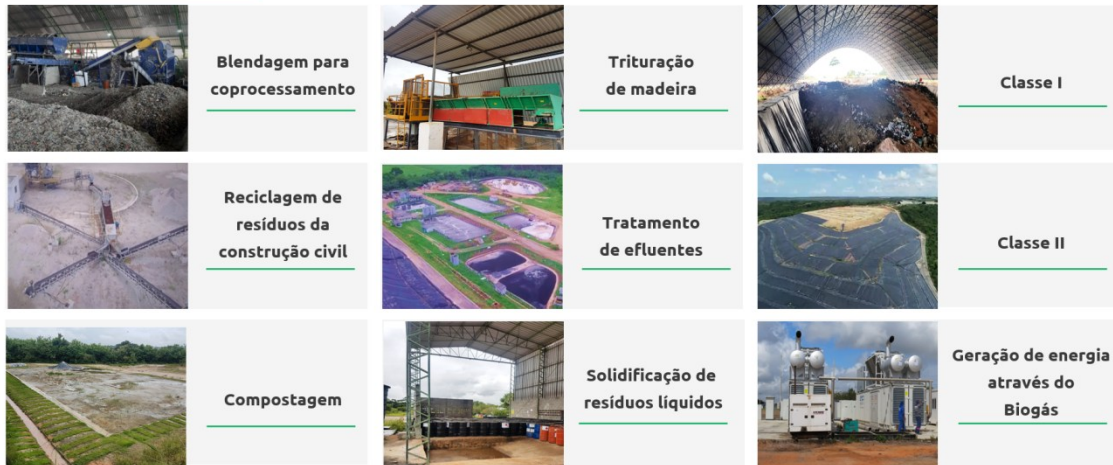 Blendagem para
coprocessamento
Trituração
de madeira
Classe I
Reciclagem de
resíduos da
construção civil
Tratamento
de efluentes
Classe II
Compostagem
Solidificação de
resíduos líquidos
Geração de energia
através do
Biogás